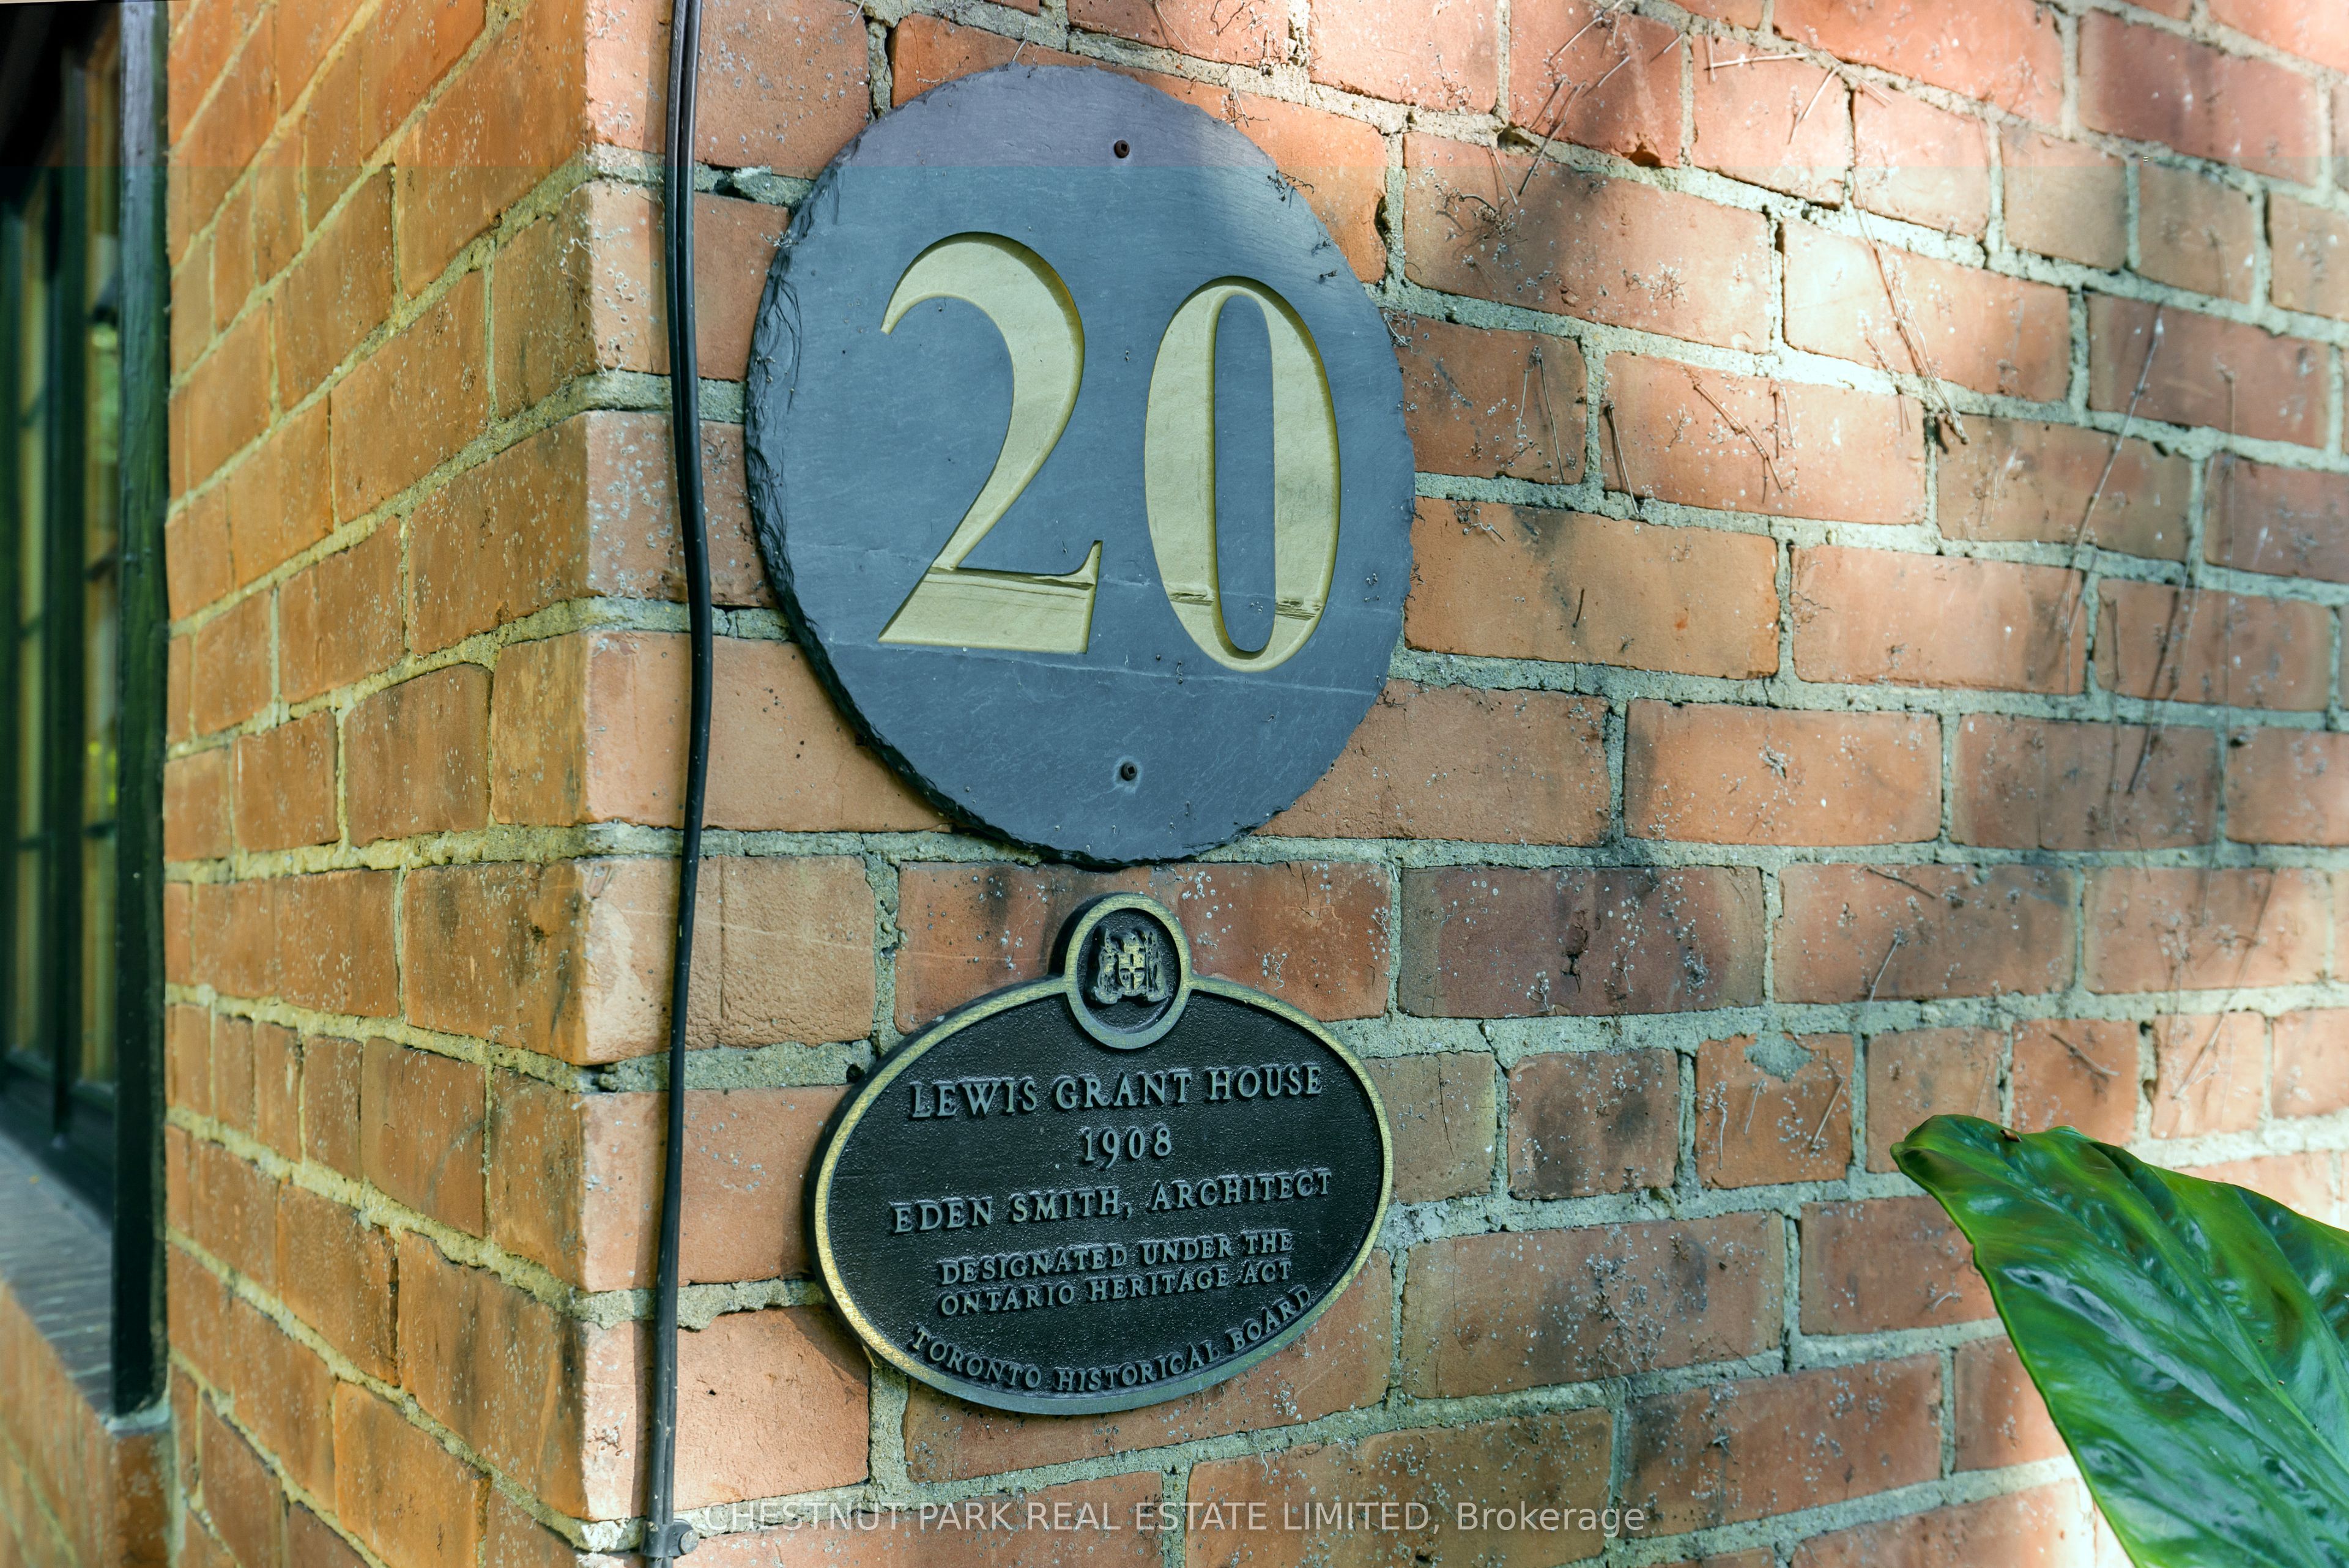 20
LEWIS GRANT HOUSE
1908
EDEN SMITH, ARCHITECT
DESIGNATED UNDER THE
ONTARIO HERITAGE ACT
TORONTO HISTORICAL BOARD
CHESTNUT PARK REAL ESTATE LIMITED, Brokerage